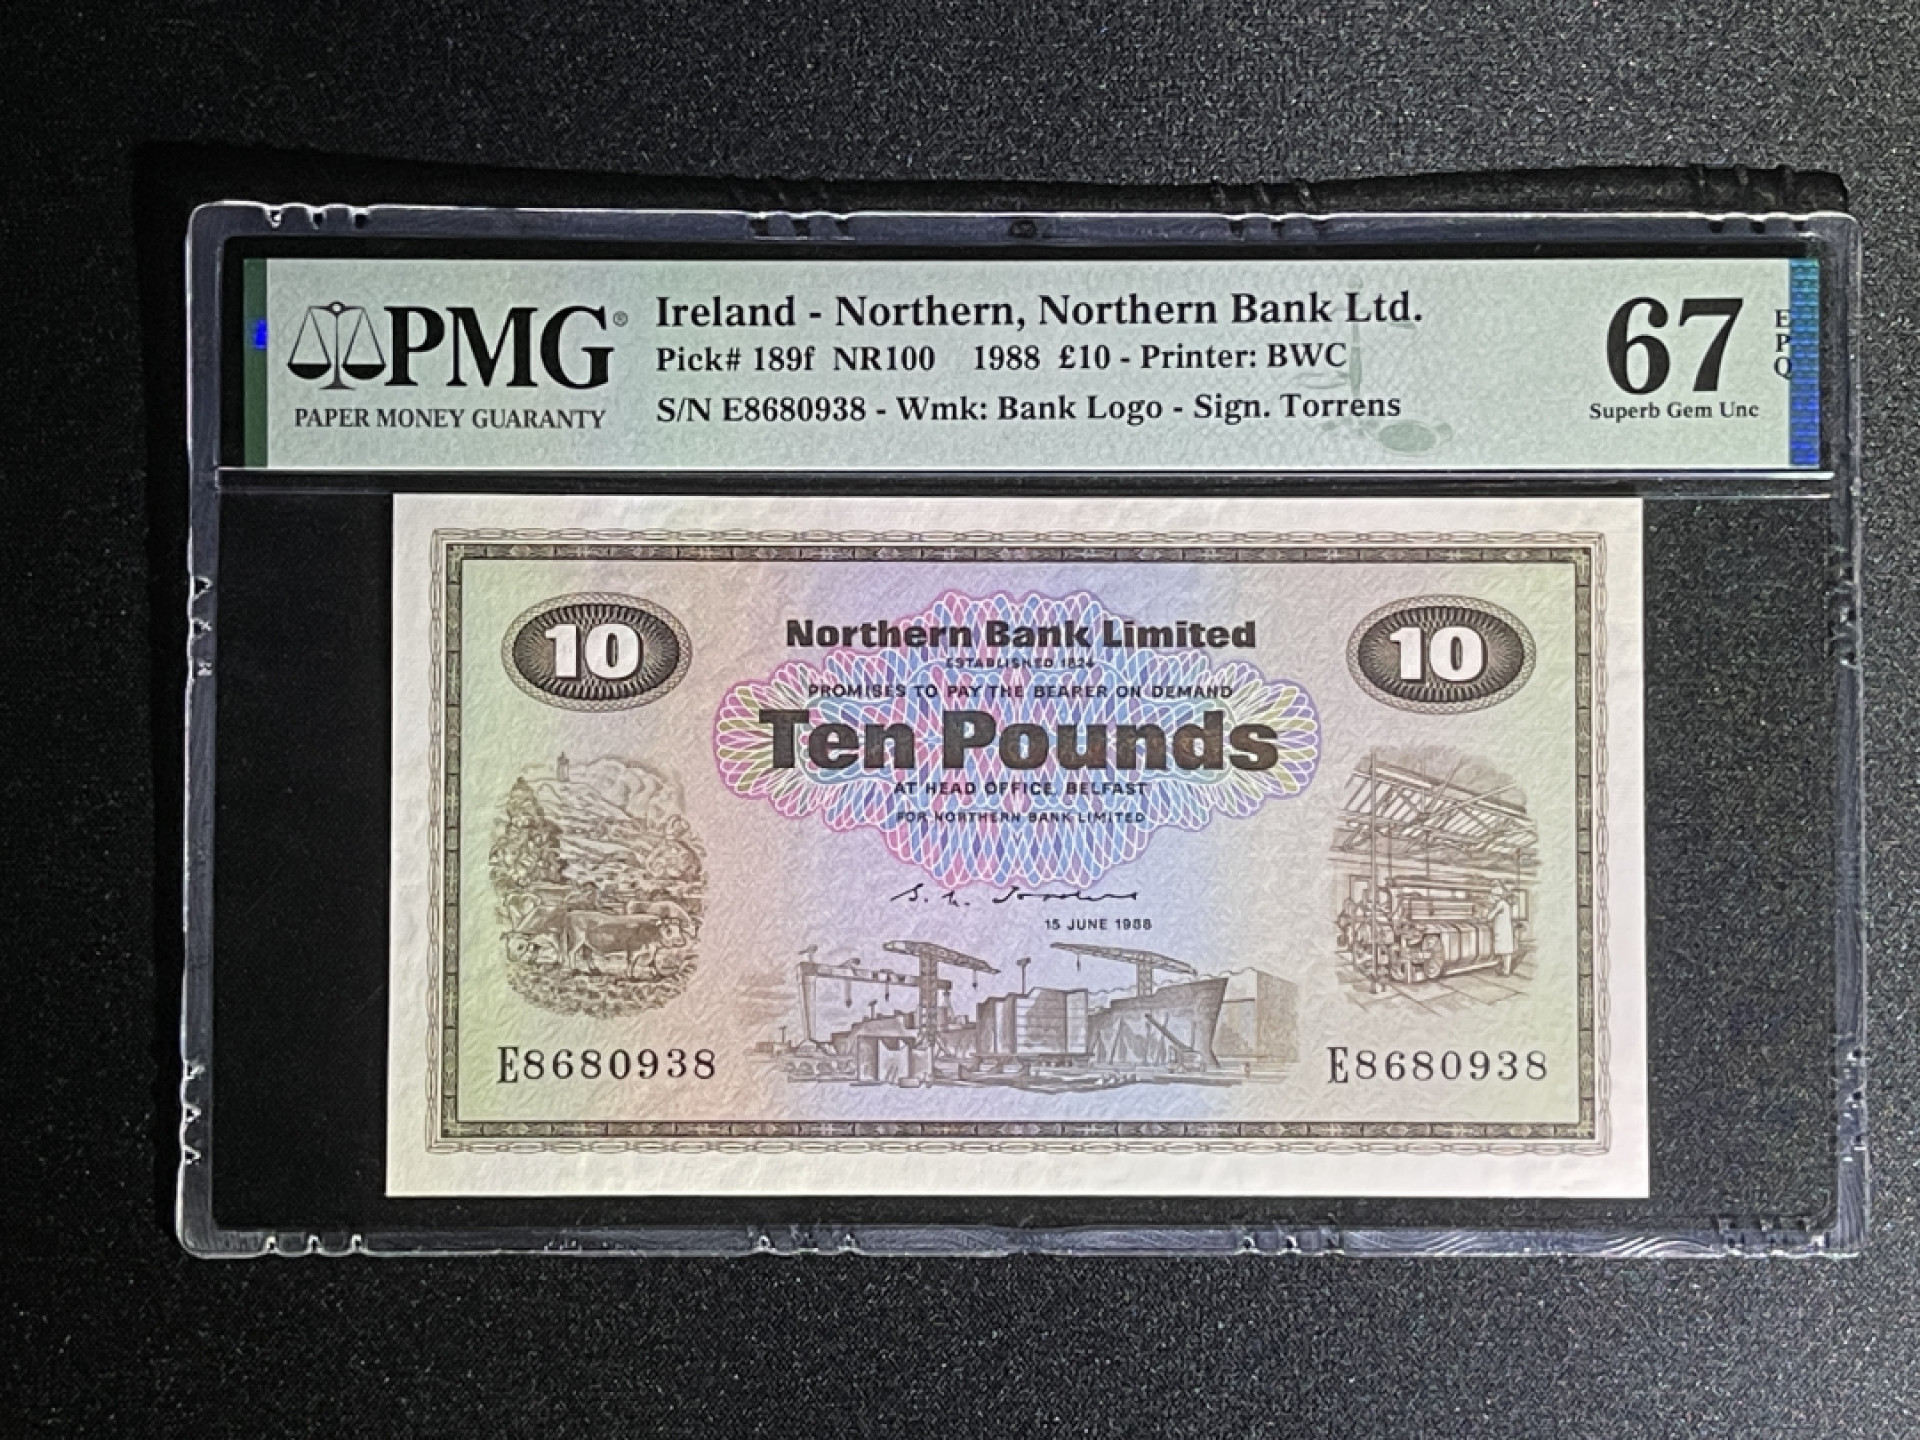 PMG®
PAPER MONEY GUARANTY
Ireland - Northern, Northern Bank Ltd.
Pick# 189f NR100 1988 £10 - Printer: BWC
S/N E8680938 - Wmk: Bank Logo - Sign. Torrens
67
EPQ
Superb Gem Unc
10
10
Northern Bank Limited
ESTABLISHED 1824
PROMISES TO PAY THE BEARER ON DEMAND
Ten Pounds
AT HEAD OFFICE, BELFAST
FOR NORTHERN BANK LIMITED
15 JUNE 1988
E8680938
E8680938